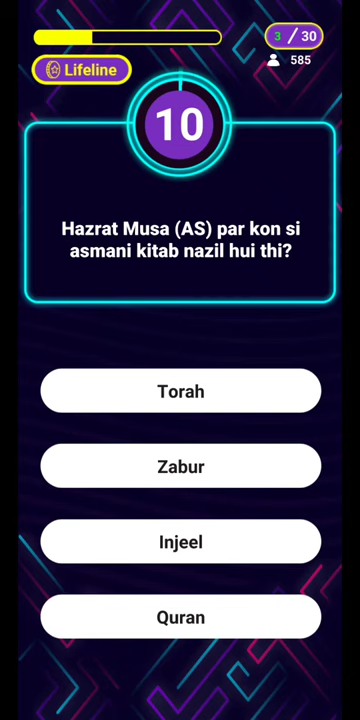 3 / 30
Lifeline
585
10
Hazrat Musa (AS) par kon si
asmani kitab nazil hui thi?
Torah
Zabur
Injeel
Quran